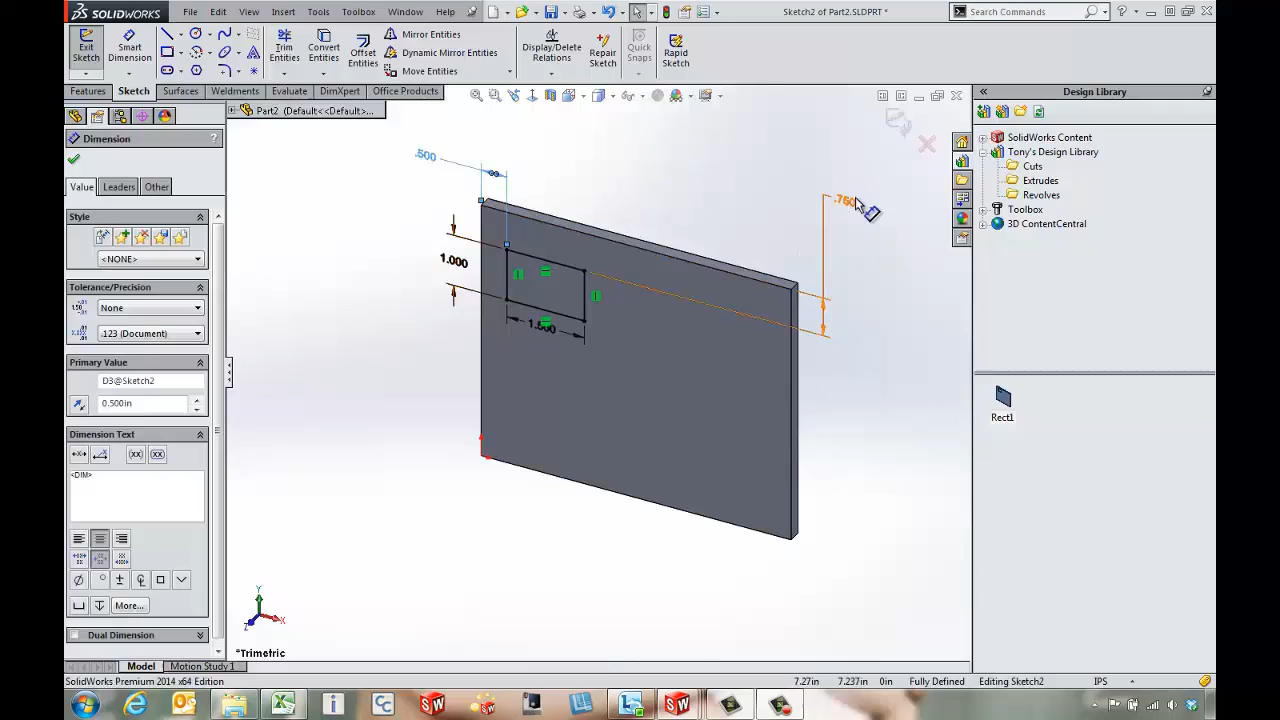 SOLIDWORKS File Edit View Insert Tools Toolbox Window Help Sketch2 of Part2.SLDPRT * Search Commands
Exit Sketch
Smart Dimension
Trim Entities
Convert Entities
Offset Entities
Mirror Entities
Dynamic Mirror Entities
Move Entities
Display/Delete Relations
Repair Sketch
Quick Snaps
Rapid Sketch
Features Sketch Surfaces Weldments Evaluate DimXpert Office Products
Part2 (Default<<Default>...
Design Library
Dimension ?
Value Leaders Other
Style
<NONE>
Tolerance/Precision
None
.123 (Document)
Primary Value
D3@Sketch2
0.500in
Dimension Text
<DIM>
More...
Dual Dimension
.500
1.000
.750
Y
X
Z
*Trimetric
SolidWorks Content
Tony's Design Library
Cuts
Extrudes
Revolves
Toolbox
3D ContentCentral
Rect1
Model Motion Study 1
SolidWorks Premium 2014 x64 Edition 7.27in 7.237in 0in Fully Defined Editing Sketch2 IPS